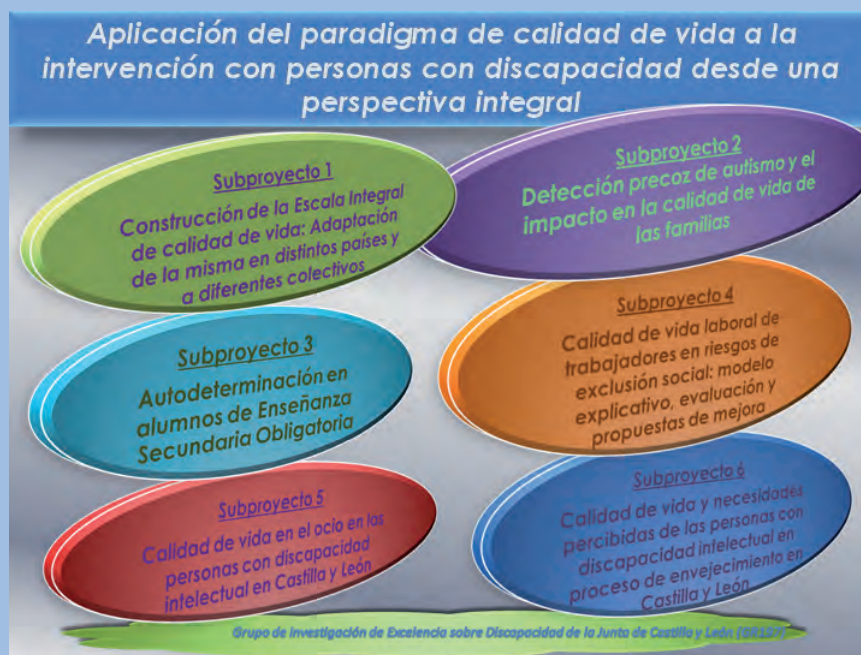 Aplicación del paradigma de calidad de vida a la
intervención con personas con discapacidad desde una
perspectiva integral
Subproyecto 1
Construcción de la Escala Integral
de calidad de vida: Adaptación
de la misma en distintos países y
a diferentes colectivos
Subproyecto 2
Detección precoz de autismo y el
impacto en la calidad de vida de
las familias
Subproyecto 3
Autodeterminación en
alumnos de Enseñanza
Secundaria Obligatoria
Subproyecto 4
Calidad de vida laboral de
trabajadores en riesgos de
exclusión social: modelo
explicativo, evaluación y
propuestas de mejora
Subproyecto 5
Calidad de vida en el ocio en las
personas con discapacidad
intelectual en Castilla y León
Subproyecto 6
Calidad de vida y necesidades
percibidas de las personas con
discapacidad intelectual en
proceso de envejecimiento en
Castilla y León
Grupo de Investigación de Excelencia sobre Discapacidad de la Junta de Castilla y León